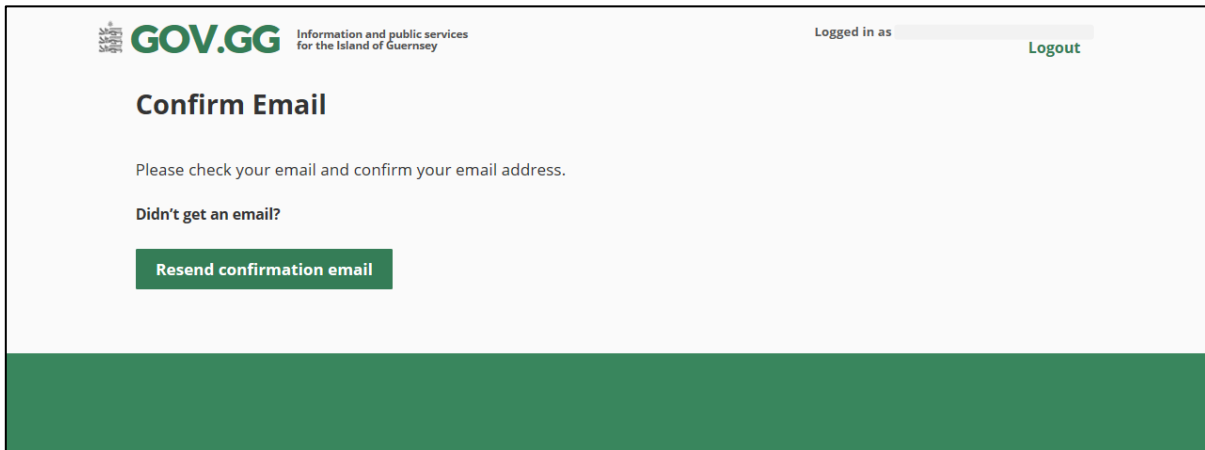 GOV.GG
Information and public services
for the Island of Guernsey
Logged in as
Logout
Confirm Email
Please check your email and confirm your email address.
Didn’t get an email?
Resend confirmation email